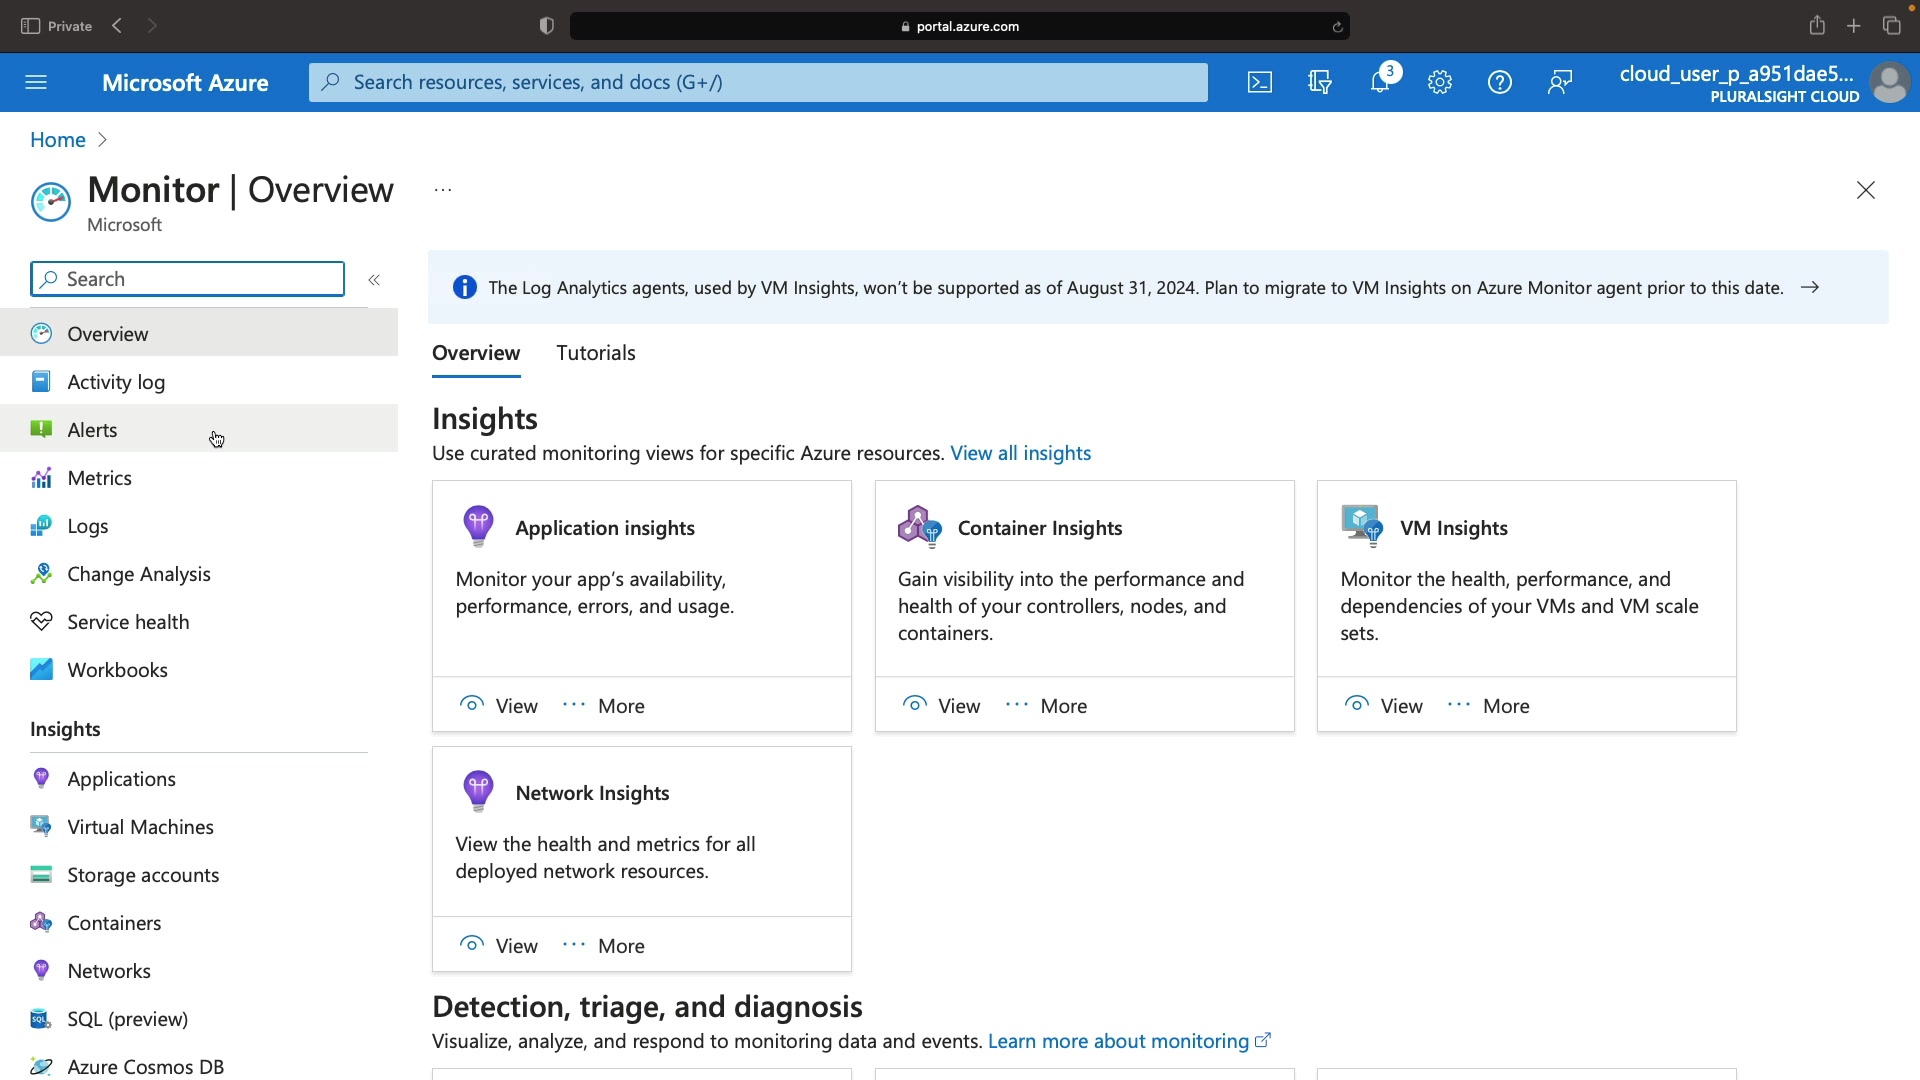 Private
portal.azure.com
Microsoft Azure
Search resources, services, and docs (G+/)
3
cloud_user_p_a951dae5...
PLURALSIGHT CLOUD
Home
Monitor | Overview
...
Microsoft
Search
«
The Log Analytics agents, used by VM Insights, won't be supported as of August 31, 2024. Plan to migrate to VM Insights on Azure Monitor agent prior to this date. →
Overview
Activity log
Alerts
Metrics
Logs
Change Analysis
Service health
Workbooks
Insights
Applications
Virtual Machines
Storage accounts
Containers
Networks
SQL (preview)
Azure Cosmos DB
Overview Tutorials
Insights
Use curated monitoring views for specific Azure resources. View all insights
Application insights
Monitor your app's availability,
performance, errors, and usage.
View ... More
Container Insights
Gain visibility into the performance and
health of your controllers, nodes, and
containers.
View ... More
VM Insights
Monitor the health, performance, and
dependencies of your VMs and VM scale
sets.
View ... More
Network Insights
View the health and metrics for all
deployed network resources.
View ... More
Detection, triage, and diagnosis
Visualize, analyze, and respond to monitoring data and events. Learn more about monitoring